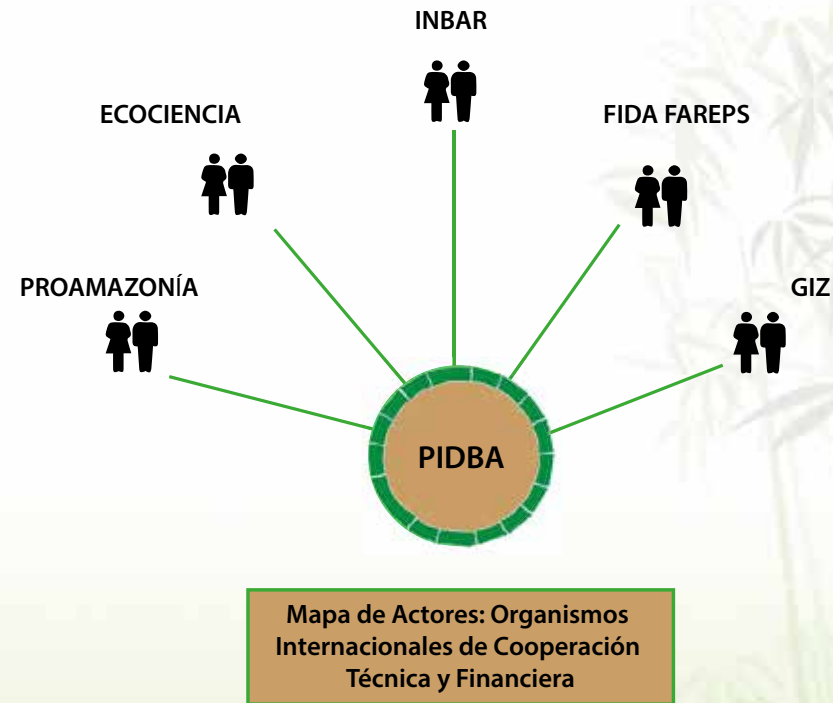 INBAR
ECOCIENCIA
FIDA FAREPS
PROAMAZONÍA
GIZ
PIDBA
Mapa de Actores: Organismos
Internacionales de Cooperación
Técnica y Financiera